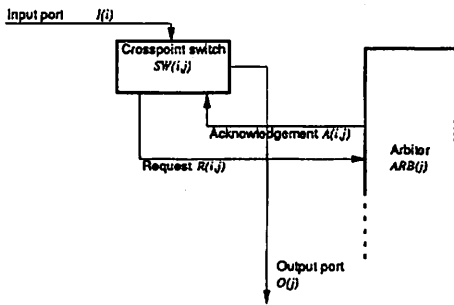 Input port I(i)
Crosspoint switch
SW(i,j)
Acknowledgement A(i,j)
Request R(i,j)
Arbiter
ARB(j)
Output port
O(j)